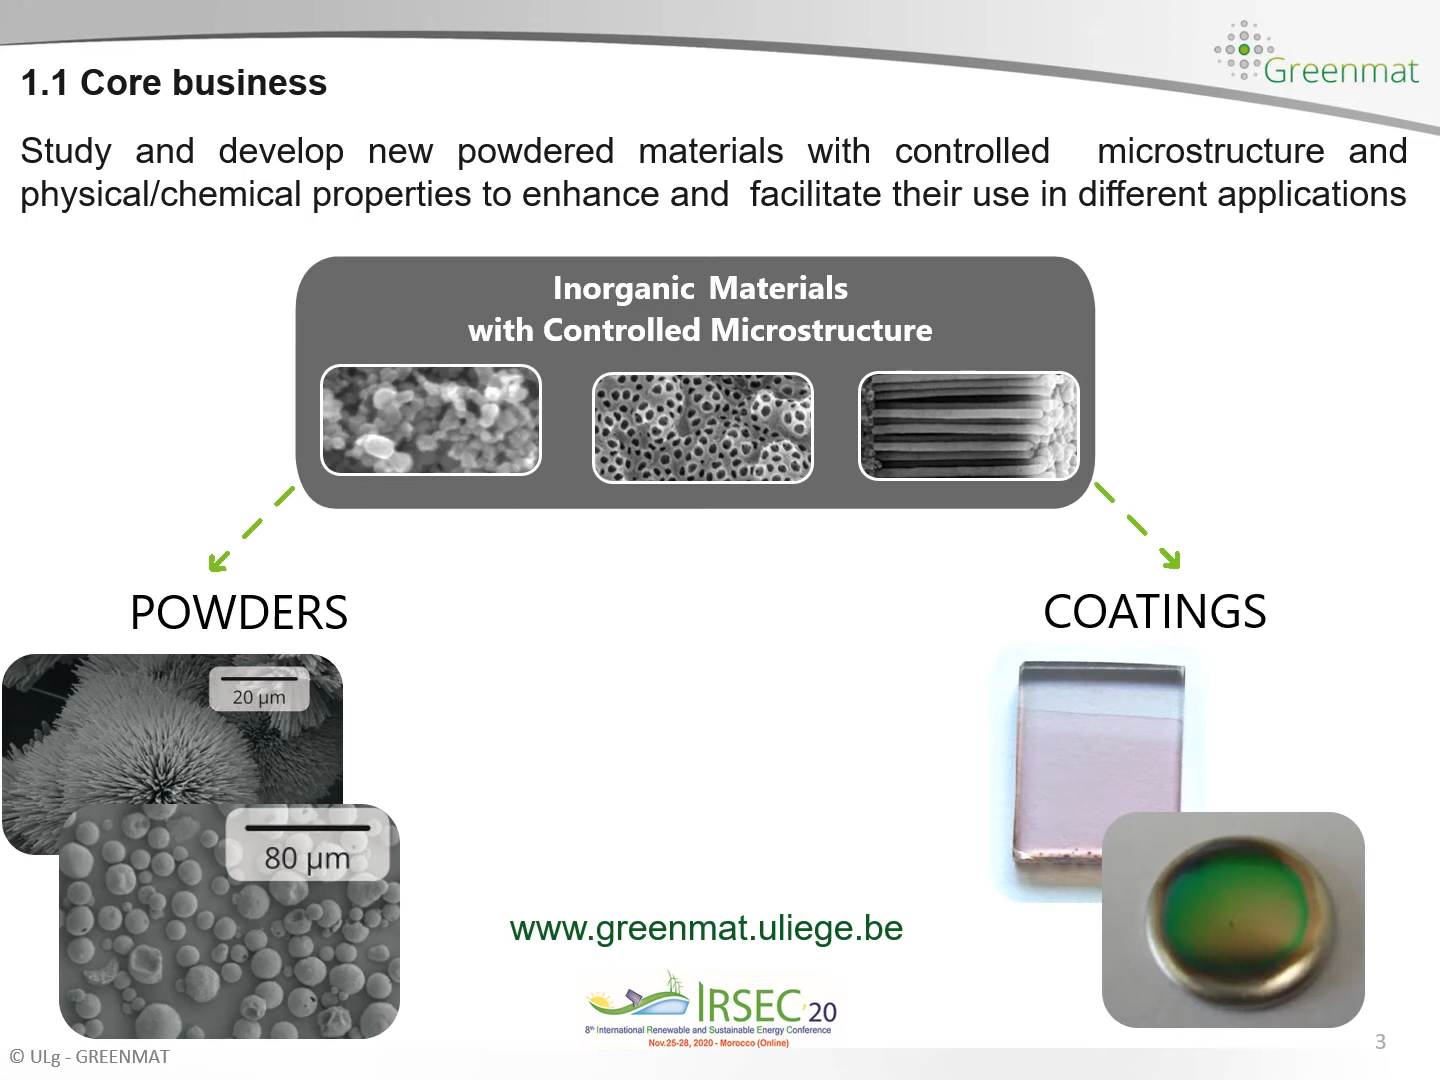 Greenmat
1.1 Core business
Study and develop new powdered materials with controlled microstructure and
physical/chemical properties to enhance and facilitate their use in different applications
Inorganic Materials
with Controlled Microstructure
POWDERS
COATINGS
20 µm
80 µm
www.greenmat.uliege.be
IRSEC'20
8th International Renewable and Sustainable Energy Conference
Nov.25-28, 2020 - Morocco (Online)
© ULg - GREENMAT
3